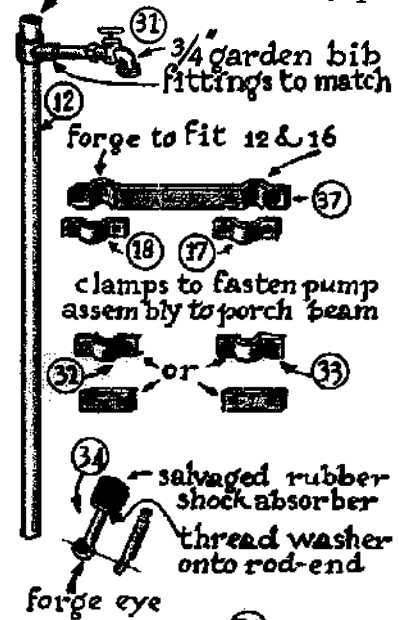 31
3/4" garden bib
fittings to match
12
forge to fit 12 & 16
37
18 17
clamps to fasten pump
assembly to porch beam
32 or 33
34
salvaged rubber
shock absorber
thread washer
onto rod-end
forge eye